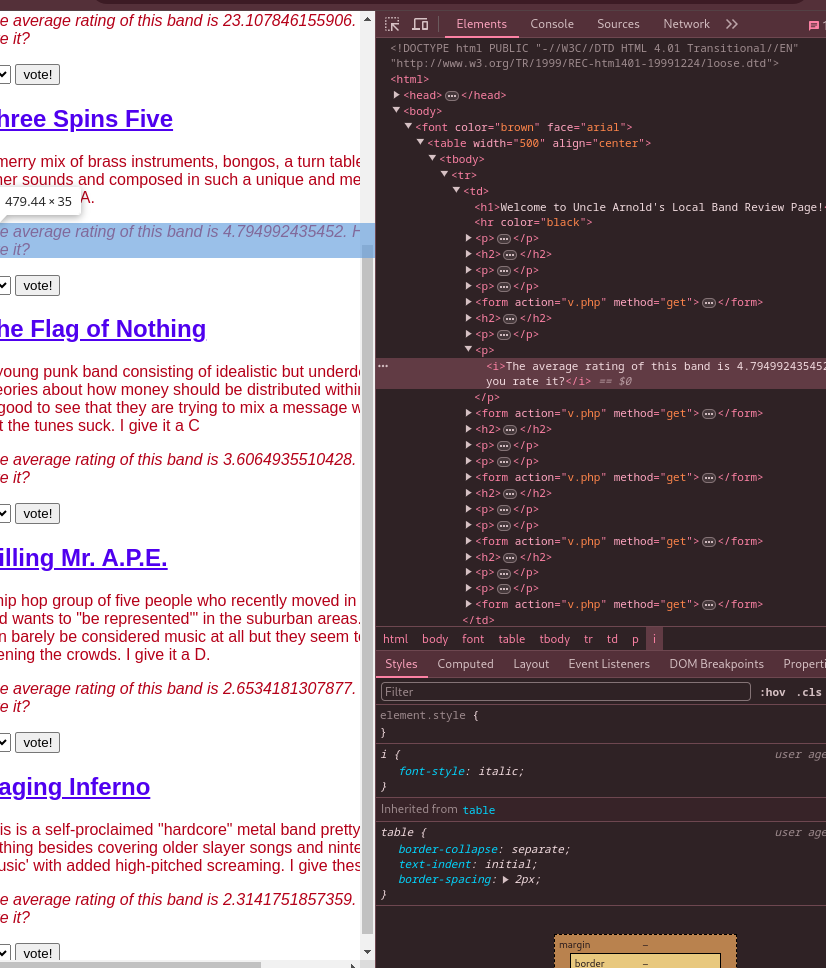 e average rating of this band is 23.107846155906.
e it?
vote!
hree Spins Five
merry mix of brass instruments, bongos, a turn table
her sounds and composed in such a unique and me
A.
479.44 × 35
e average rating of this band is 4.794992435452. H
e it?
vote!
he Flag of Nothing
young punk band consisting of idealistic but underde
eories about how money should be distributed within
good to see that they are trying to mix a message w
t the tunes suck. I give it a C
e average rating of this band is 3.6064935510428.
e it?
vote!
illing Mr. A.P.E.
hip hop group of five people who recently moved in
d wants to "be represented'" in the suburban areas.
n barely be considered music at all but they seem to
ening the crowds. I give it a D.
e average rating of this band is 2.6534181307877.
e it?
vote!
aging Inferno
is is a self-proclaimed "hardcore" metal band pretty
thing besides covering older slayer songs and ninte
usic' with added high-pitched screaming. I give thes
e average rating of this band is 2.3141751857359.
e it?
vote!
Elements Console Sources Network
<!DOCTYPE html PUBLIC "-//W3C//DTD HTML 4.01 Transitional//EN"
"http://www.w3.org/TR/1999/REC-html401-19991224/loose.dtd">
<html>
<head> … </head>
<body>
<font color="brown" face="arial">
<table width="500" align="center">
<tbody>
<tr>
<td>
<h1>Welcome to Uncle Arnold's Local Band Review Page!
<hr color="black">
<p> … </p>
<h2> … </h2>
<p> … </p>
<p> … </p>
<form action="v.php" method="get"> … </form>
<h2> … </h2>
<p> … </p>
<p>
<i>The average rating of this band is 4.794992435452
you rate it?</i> == $0
</p>
<form action="v.php" method="get"> … </form>
<h2> … </h2>
<p> … </p>
<p> … </p>
<form action="v.php" method="get"> … </form>
<h2> … </h2>
<p> … </p>
<p> … </p>
<form action="v.php" method="get"> … </form>
<h2> … </h2>
<p> … </p>
<p> … </p>
<form action="v.php" method="get"> … </form>
</td>
html body font table tbody tr td p i
Styles Computed Layout Event Listeners DOM Breakpoints Properti
Filter :hov .cls
element.style {
}
i { user age
font-style: italic;
}
Inherited from table
table { user age
border-collapse: separate;
text-indent: initial;
border-spacing: 2px;
}
margin –
border –